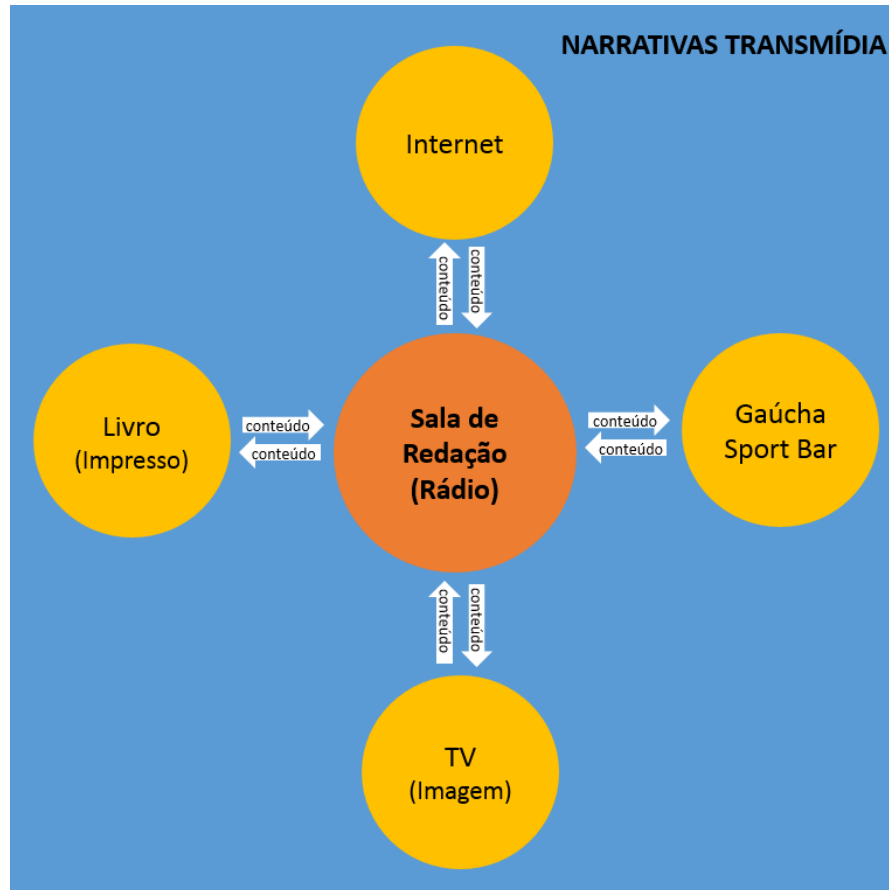 NARRATIVAS TRANSMÍDIA
Internet
conteúdo
conteúdo
Livro
(Impresso)
conteúdo
conteúdo
Sala de
Redação
(Rádio)
conteúdo
conteúdo
Gaúcha
Sport Bar
conteúdo
conteúdo
TV
(Imagem)